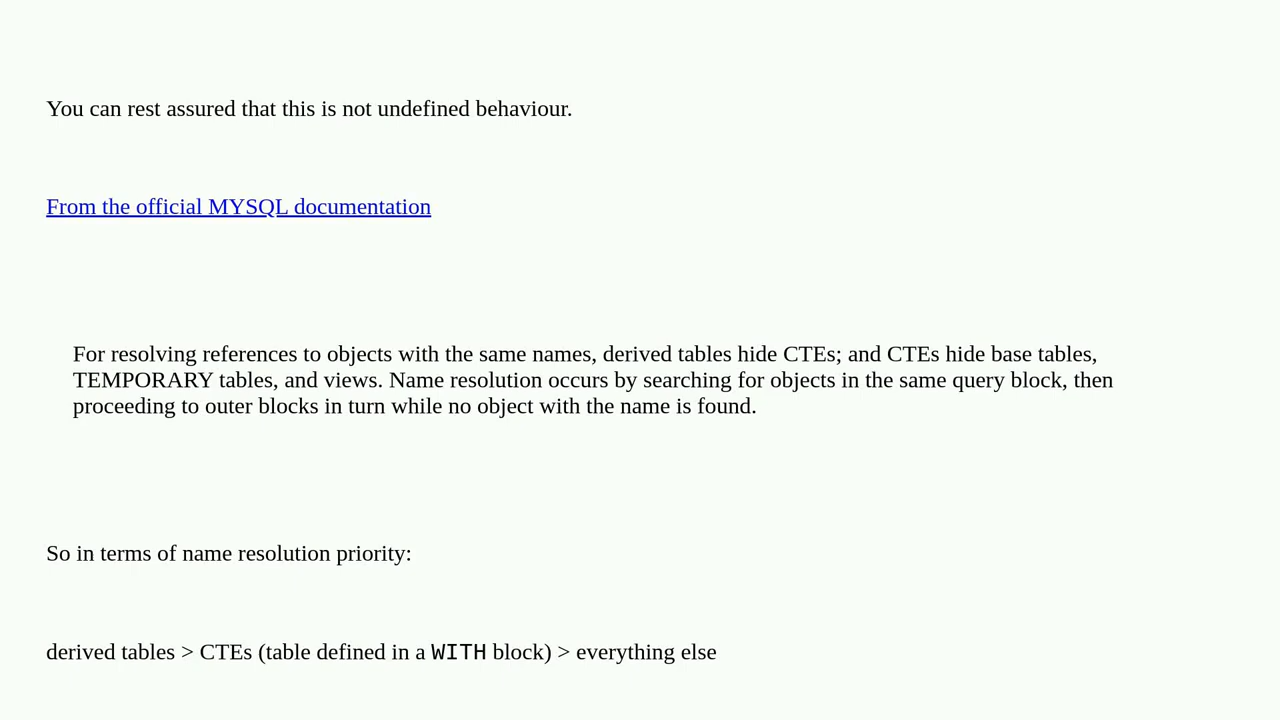 You can rest assured that this is not undefined behaviour.
From the official MYSQL documentation
For resolving references to objects with the same names, derived tables hide CTEs; and CTEs hide base tables,
TEMPORARY tables, and views. Name resolution occurs by searching for objects in the same query block, then
proceeding to outer blocks in turn while no object with the name is found.
So in terms of name resolution priority:
derived tables > CTEs (table defined in a WITH block) > everything else